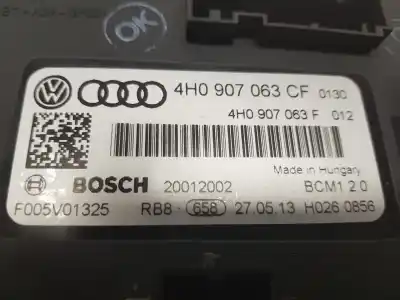 OK
4H0 907 063 CF 0130
4H0 907 063 F 012
Made in Hungary
BOSCH 20012002 BCM1 2.0
F005V01325 RB8- 658 27.05.13 H026 0856